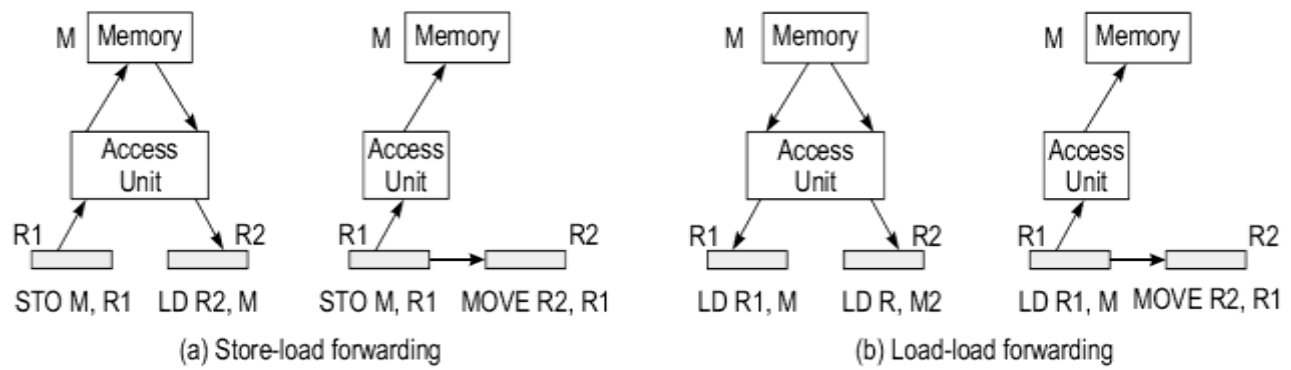 M Memory
M Memory
M Memory
M Memory
Access
Unit
Access
Unit
Access
Unit
Access
Unit
R1 R2
R1 R2
R1 R2
R1 R2
STO M, R1 LD R2, M
STO M, R1 MOVE R2, R1
LD R1, M LD R, M2
LD R1, M MOVE R2, R1
(a) Store-load forwarding
(b) Load-load forwarding